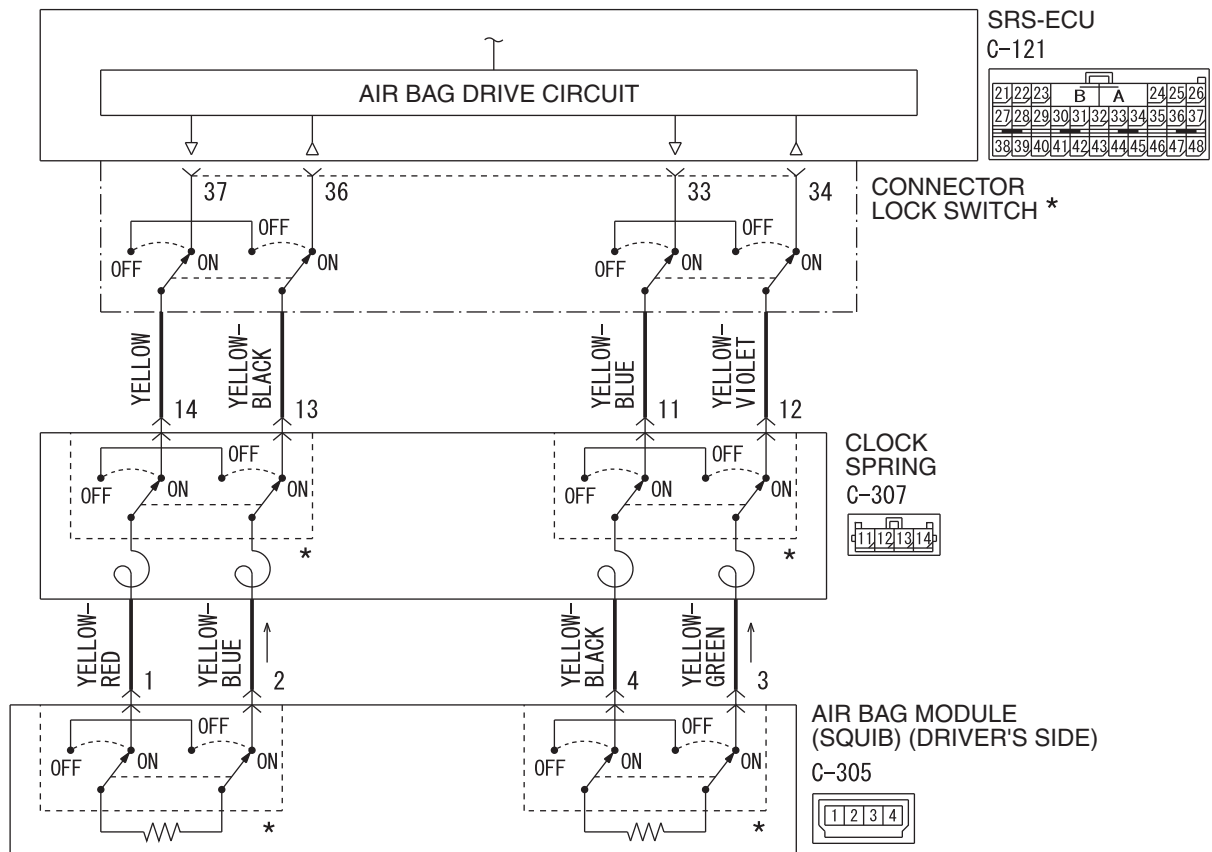 SRS-ECU
C-121
AIR BAG DRIVE CIRCUIT
21 22 23 B A 24 25 26
27 28 29 30 31 32 33 34 35 36 37
38 39 40 41 42 43 44 45 46 47 48
37 36 33 34
CONNECTOR
LOCK SWITCH *
OFF OFF
OFF ON ON OFF ON ON
YELLOW
YELLOW-
BLACK
YELLOW-
BLUE
YELLOW-
VIOLET
14 13 11 12
CLOCK
SPRING
C-307
11 12 13 14
OFF OFF
OFF ON ON OFF ON ON
* *
YELLOW-
RED
YELLOW-
BLUE
YELLOW-
BLACK
YELLOW-
GREEN
1 2 4 3
AIR BAG MODULE
(SQUIB) (DRIVER'S SIDE)
C-305
1 2 3 4
OFF OFF
OFF ON ON OFF ON ON
* *